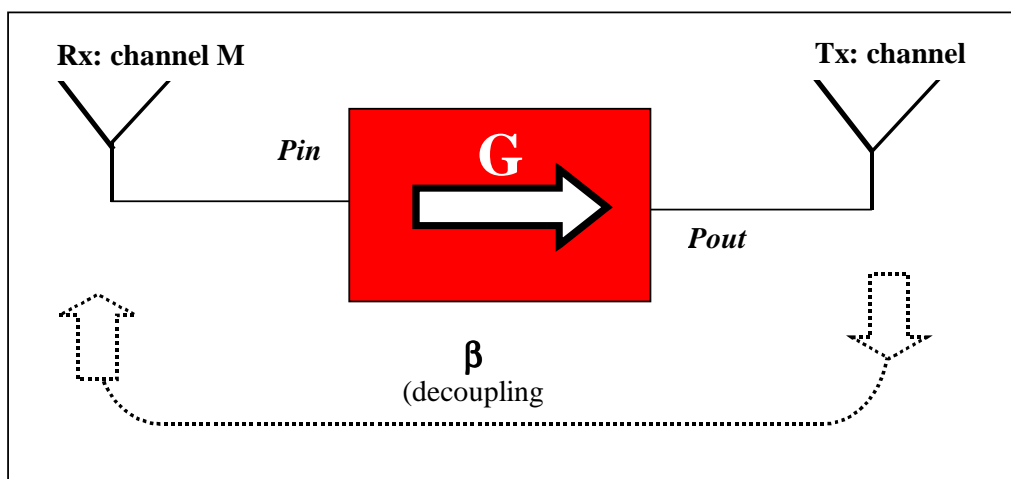 Rx: channel M
Tx: channel
Pin
G
Pout
β
(decoupling